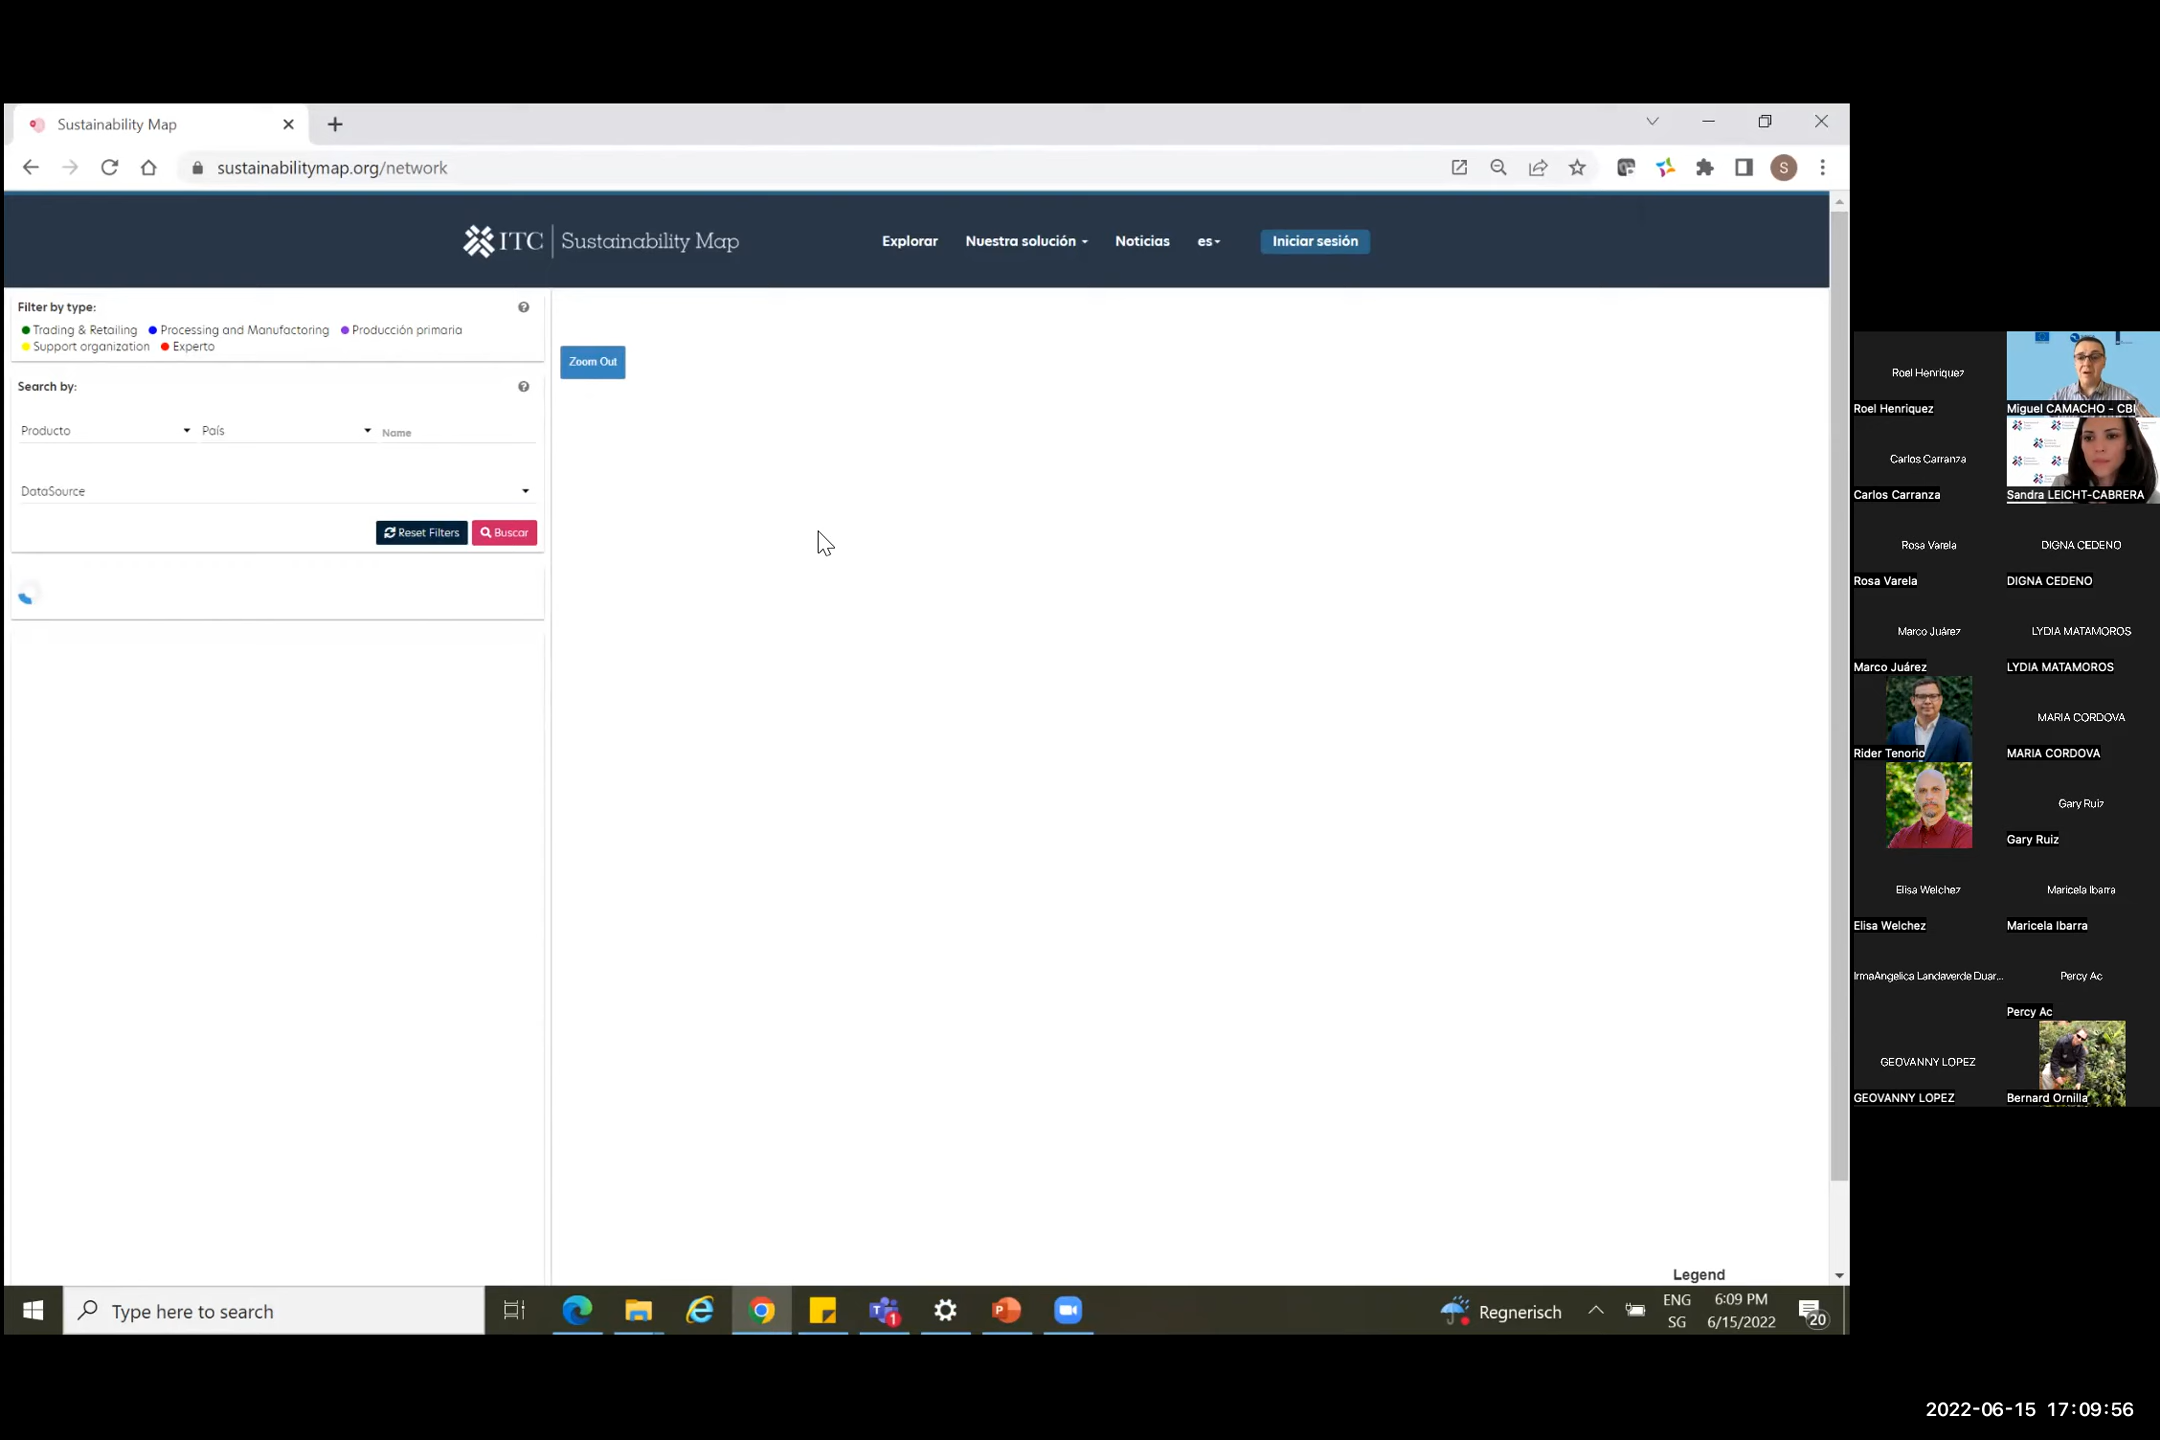 Sustainability Map
sustainabilitymap.org/network
S
ITC | Sustainability Map
Explorar
Nuestra solución
Noticias
es
Iniciar sesión
Filter by type:
Trading & Retailing
Processing and Manufactoring
Producción primaria
Support organization
Experto
Search by:
Producto
País
Name
DataSource
Reset Filters
Buscar
Zoom Out
Legend
Type here to search
1
Regnerisch
ENG
SG
6:09 PM
6/15/2022
20
Roel Henriquez
Roel Henriquez
Miguel CAMACHO - CBI
Carlos Carranza
Carlos Carranza
Sandra LEICHT-CABRERA
Rosa Varela
Rosa Varela
DIGNA CEDENO
DIGNA CEDENO
Marco Juárez
Marco Juárez
LYDIA MATAMOROS
LYDIA MATAMOROS
Rider Tenorio
MARIA CORDOVA
MARIA CORDOVA
Gary Ruiz
Gary Ruiz
Elisa Welchez
Elisa Welchez
Maricela Ibarra
Maricela Ibarra
IrmaAngelica Landaverde Duar...
Percy Ac
Percy Ac
GEOVANNY LOPEZ
GEOVANNY LOPEZ
Bernard Ornilla
2022-06-15 17:09:56